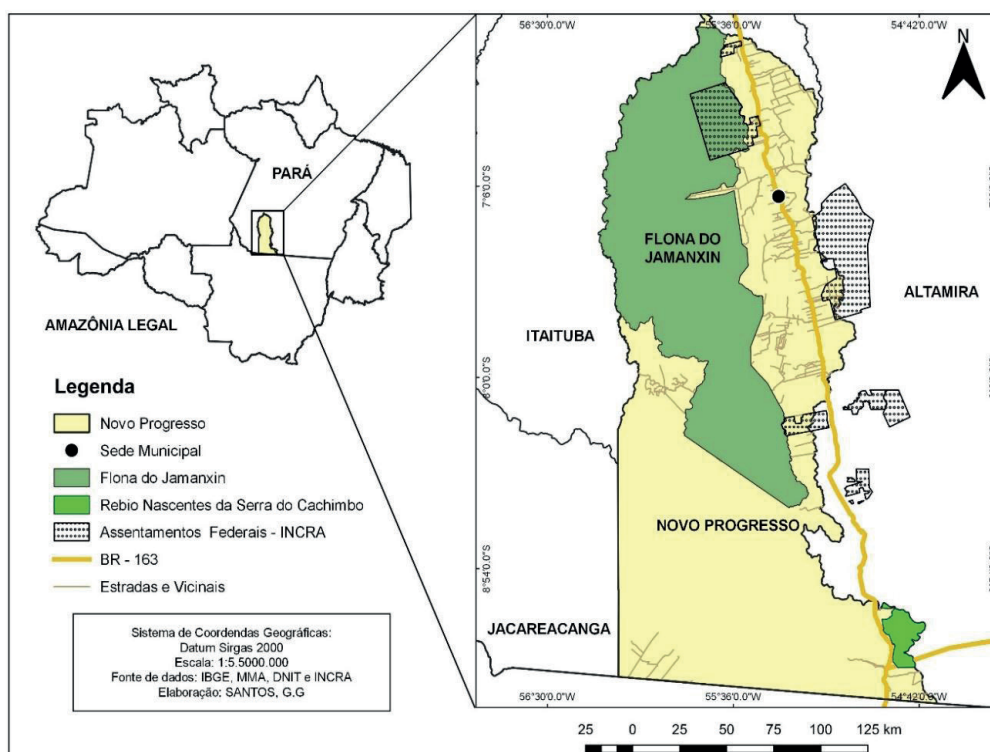 PARÁ
AMAZÔNIA LEGAL
Legenda
Novo Progresso
Sede Municipal
Flona do Jamanxin
Rebio Nascentes da Serra do Cachimbo
Assentamentos Federais - INCRA
BR - 163
Estradas e Vicinais
Sistema de Coordendas Geográficas:
Datum Sirgas 2000
Escala: 1:5.5000.000
Fonte de dados: IBGE, MMA, DNIT e INCRA
Elaboração: SANTOS, G.G
56°30'0.0"W 55°36'0.0"W 54°42'0.0"W
N
7°6'0.0"S
FLONA DO
JAMANXIN
ALTAMIRA
ITAITUBA
NOVO PROGRESSO
8°54'0.0"S
JACAREACANGA
56°30'0.0"W 55°36'0.0"W 54°42'0.0"W
25 0 25 50 75 100 125 km